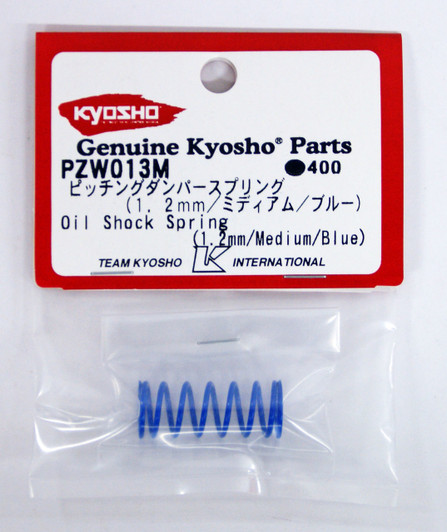 KYOSHO
Genuine Kyosho® Parts
PZW013M ●400
ピッチングダンパースプリング
(1.2mm/ミディアム/ブルー)
Oil Shock Spring
(1.2mm/Medium/Blue)
TEAM KYOSHO K INTERNATIONAL